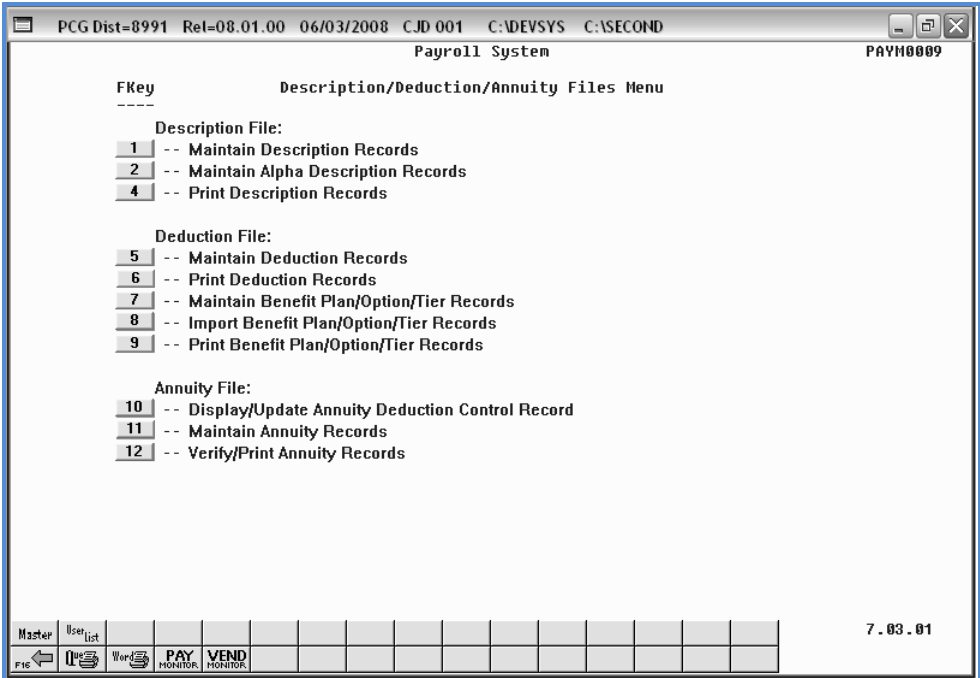 PCG Dist=8991 Rel=08.01.00 06/03/2008 CJD 001 C:\DEVSYS C:\SECOND
Payroll System PAYM0009
FKey Description/Deduction/Annuity Files Menu
----
Description File:
1 -- Maintain Description Records
2 -- Maintain Alpha Description Records
4 -- Print Description Records
Deduction File:
5 -- Maintain Deduction Records
6 -- Print Deduction Records
7 -- Maintain Benefit Plan/Option/Tier Records
8 -- Import Benefit Plan/Option/Tier Records
9 -- Print Benefit Plan/Option/Tier Records
Annuity File:
10 -- Display/Update Annuity Deduction Control Record
11 -- Maintain Annuity Records
12 -- Verify/Print Annuity Records
Master User List 7.03.01
F16 Que Word PAY MONITOR VEND MONITOR